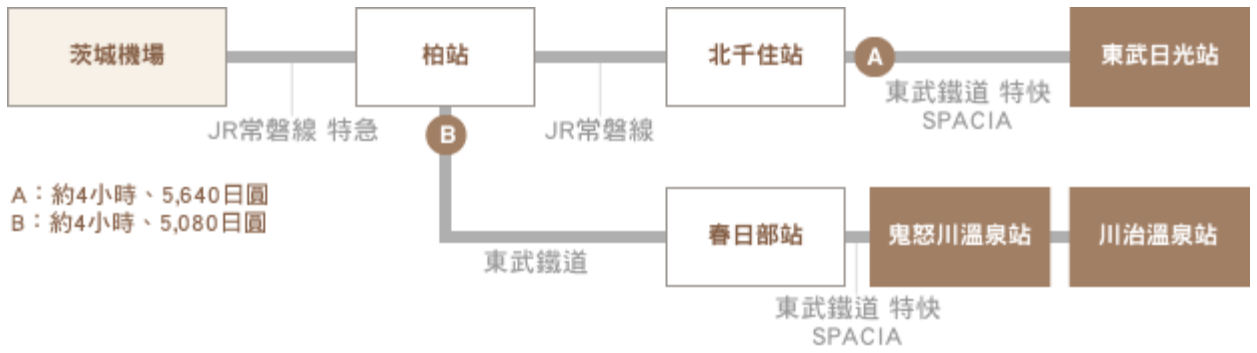 茨城機場
柏站
北千住站
A
東武日光站
JR常磐線 特急
B
JR常磐線
東武鐵道 特快
SPACIA
A：約4小時、5,640日圓
B：約4小時、5,080日圓
東武鐵道
春日部站
鬼怒川溫泉站
川治溫泉站
東武鐵道 特快
SPACIA